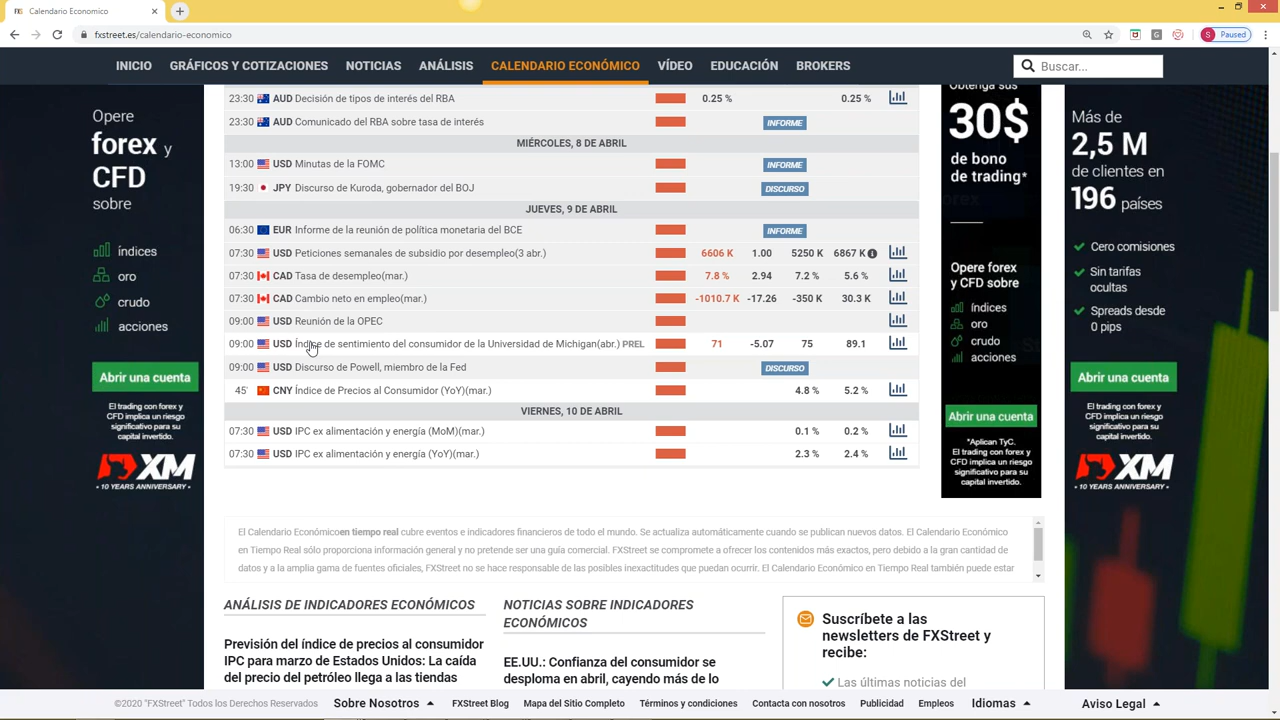 Calendario Economico
fxstreet.es/calendario-economico
S Paused
INICIO GRÁFICOS Y COTIZACIONES NOTICIAS ANÁLISIS CALENDARIO ECONÓMICO VÍDEO EDUCACIÓN BROKERS Buscar...
Opere
forex y
CFD
sobre
índices
oro
crudo
acciones
Abrir una cuenta
El trading con forex y
CFD implica un riesgo
significativo para su
capital invertido.
XM
10 YEARS ANNIVERSARY
23:30 AUD Decisión de tipos de interés del RBA 0.25 % 0.25 %
23:30 AUD Comunicado del RBA sobre tasa de interés INFORME
MIÉRCOLES, 8 DE ABRIL
13:00 USD Minutas de la FOMC INFORME
19:30 JPY Discurso de Kuroda, gobernador del BOJ DISCURSO
JUEVES, 9 DE ABRIL
06:30 EUR Informe de la reunión de política monetaria del BCE INFORME
07:30 USD Peticiones semanales de subsidio por desempleo(3 abr.) 6606 K 1.00 5250 K 6867 K
07:30 CAD Tasa de desempleo(mar.) 7.8 % 2.94 7.2 % 5.6 %
07:30 CAD Cambio neto en empleo(mar.) -1010.7 K -17.26 -350 K 30.3 K
09:00 USD Reunión de la OPEC
09:00 USD Índice de sentimiento del consumidor de la Universidad de Michigan(abr.) PREL 71 -5.07 75 89.1
09:00 USD Discurso de Powell, miembro de la Fed DISCURSO
45' CNY Índice de Precios al consumidor (YoY)(mar.) 4.8 % 5.2 %
VIERNES, 10 DE ABRIL
07:30 USD IPC ex alimentación y energía (MoM)(mar.) 0.1 % 0.2 %
07:30 USD IPC ex alimentación y energía (YoY)(mar.) 2.3 % 2.4 %
Obtenga sus
30$
de bono
de trading*
Opere forex
y CFD sobre
índices
oro
crudo
acciones
Abrir una cuenta
*Aplican TyC.
El trading con forex y
CFD implica un riesgo
significativo para su
capital invertido.
XM
10 YEARS ANNIVERSARY
Más de
2,5 M
de clientes en
196 países
Cero comisiones
Sin tarifas
ocultas
Spreads desde
0 pips
Abrir una cuenta
El trading con forex y
CFD implica un riesgo
significativo para su
capital invertido.
XM
10 YEARS ANNIVERSARY
El Calendario Económicoen tiempo real cubre eventos e indicadores financieros de todo el mundo. Se actualiza automáticamente cuando se publican nuevos datos. El Calendario Económico
en Tiempo Real sólo proporciona información general y no pretende ser una guía comercial. FXStreet se compromete a ofrecer los contenidos más exactos, pero debido a la gran cantidad de
datos y a la amplia gama de fuentes oficiales, FXStreet no se hace responsable de las posibles inexactitudes que puedan ocurrir. El Calendario Económico en Tiempo Real también puede estar
ANÁLISIS DE INDICADORES ECONÓMICOS
Previsión del índice de precios al consumidor
IPC para marzo de Estados Unidos: La caída
del precio del petróleo llega a las tiendas
NOTICIAS SOBRE INDICADORES
ECONÓMICOS
EE.UU.: Confianza del consumidor se
desploma en abril, cayendo más de lo
Suscríbete a las
newsletters de FXStreet y
recibe:
Las últimas noticias del
©2020 "FXStreet" Todos los Derechos Reservados Sobre Nosotros FXStreet Blog Mapa del Sitio Completo Términos y condiciones Contacta con nosotros Publicidad Empleos Idiomas Aviso Legal